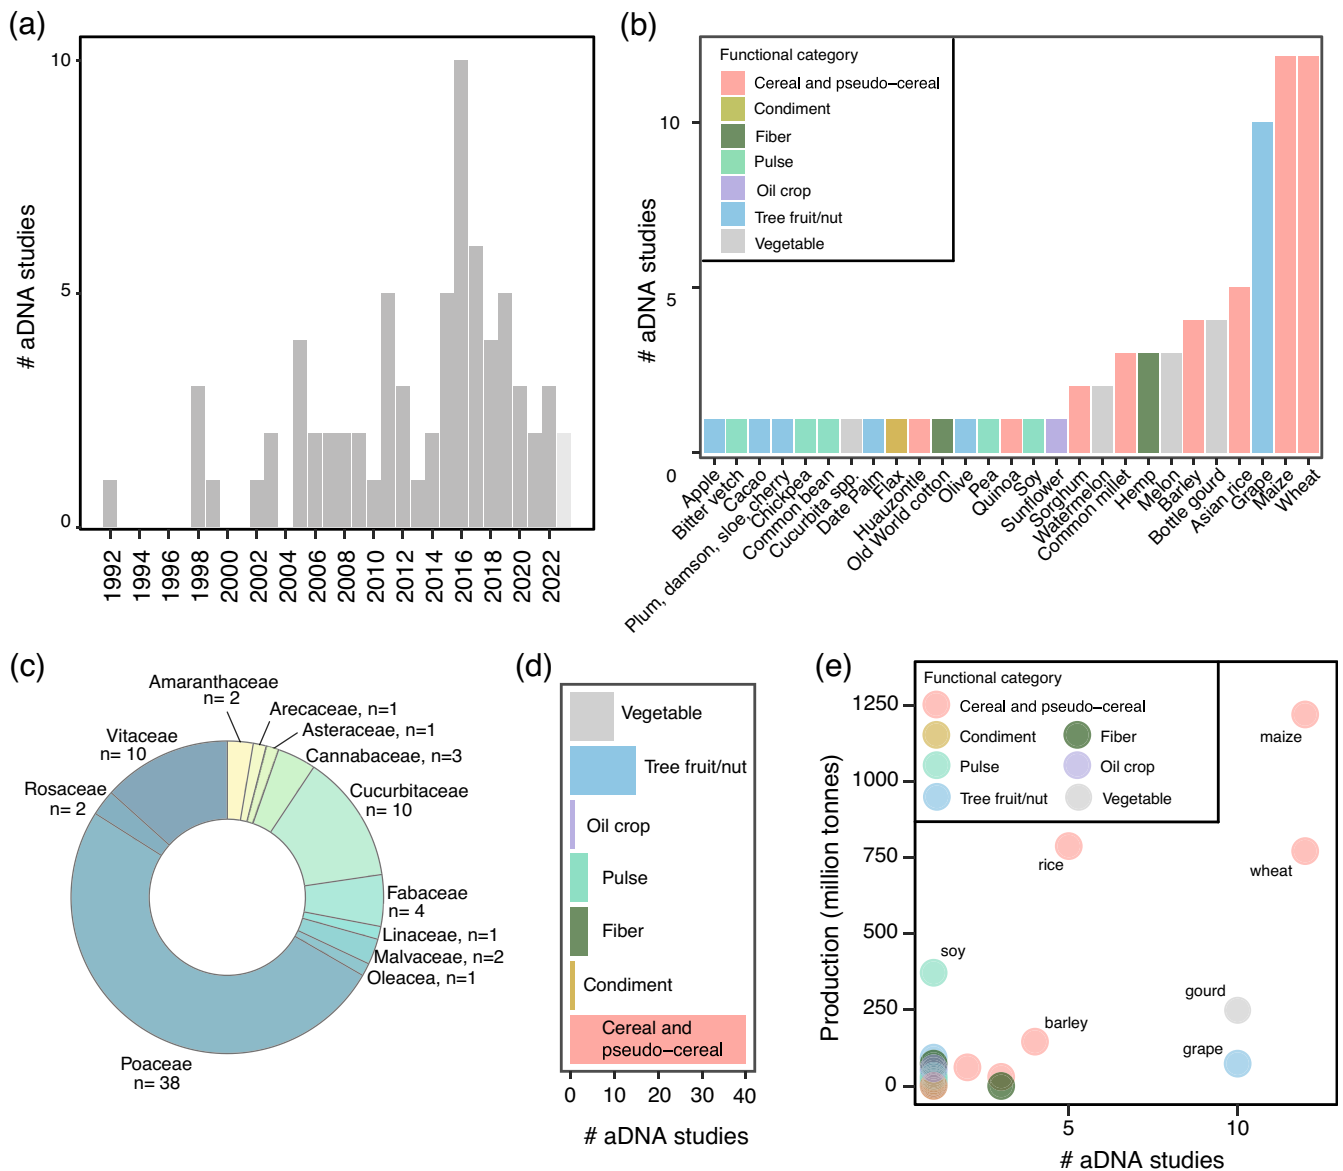 (a)
# aDNA studies
10
5
0
1992
1994
1996
1998
2000
2002
2004
2006
2008
2010
2012
2014
2016
2018
2020
2022
(b)
# aDNA studies
10
5
0
Functional category
Cereal and pseudo−cereal
Condiment
Fiber
Pulse
Oil crop
Tree fruit/nut
Vegetable
Apple
Bitter vetch
Cacao
Plum, damson, sloe, cherry
Chickpea
Common bean
Cucurbita spp.
Date Palm
Flax
Huauzontle
Old World cotton
Olive
Pea
Quinoa
Soy
Sunflower
Sorghum
Watermelon
Common millet
Hemp
Melon
Barley
Bottle gourd
Asian rice
Grape
Maize
Wheat
(c)
Amaranthaceae
n= 2
Arecaceae, n=1
Asteraceae, n=1
Cannabaceae, n=3
Cucurbitaceae
n= 10
Fabaceae
n= 4
Linaceae, n=1
Malvaceae, n=2
Oleacea, n=1
Poaceae
n= 38
Rosaceae
n= 2
Vitaceae
n= 10
(d)
Vegetable
Tree fruit/nut
Oil crop
Pulse
Fiber
Condiment
Cereal and
pseudo−cereal
0
10
20
30
40
# aDNA studies
(e)
Functional category
Cereal and pseudo−cereal
Condiment
Fiber
Pulse
Oil crop
Tree fruit/nut
Vegetable
Production (million tonnes)
1250
1000
750
500
250
0
maize
rice
wheat
soy
gourd
barley
grape
5
10
# aDNA studies